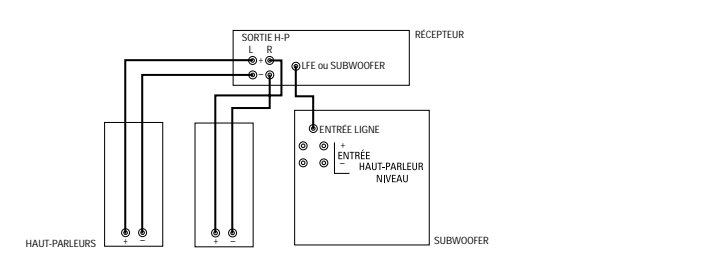 SORTIE H-P
RÉCEPTEUR
L R
+
LFE ou SUBWOOFER
–
ENTRÉE LIGNE
+
ENTRÉE
–
HAUT-PARLEUR
NIVEAU
+ –
+ –
HAUT-PARLEURS
SUBWOOFER